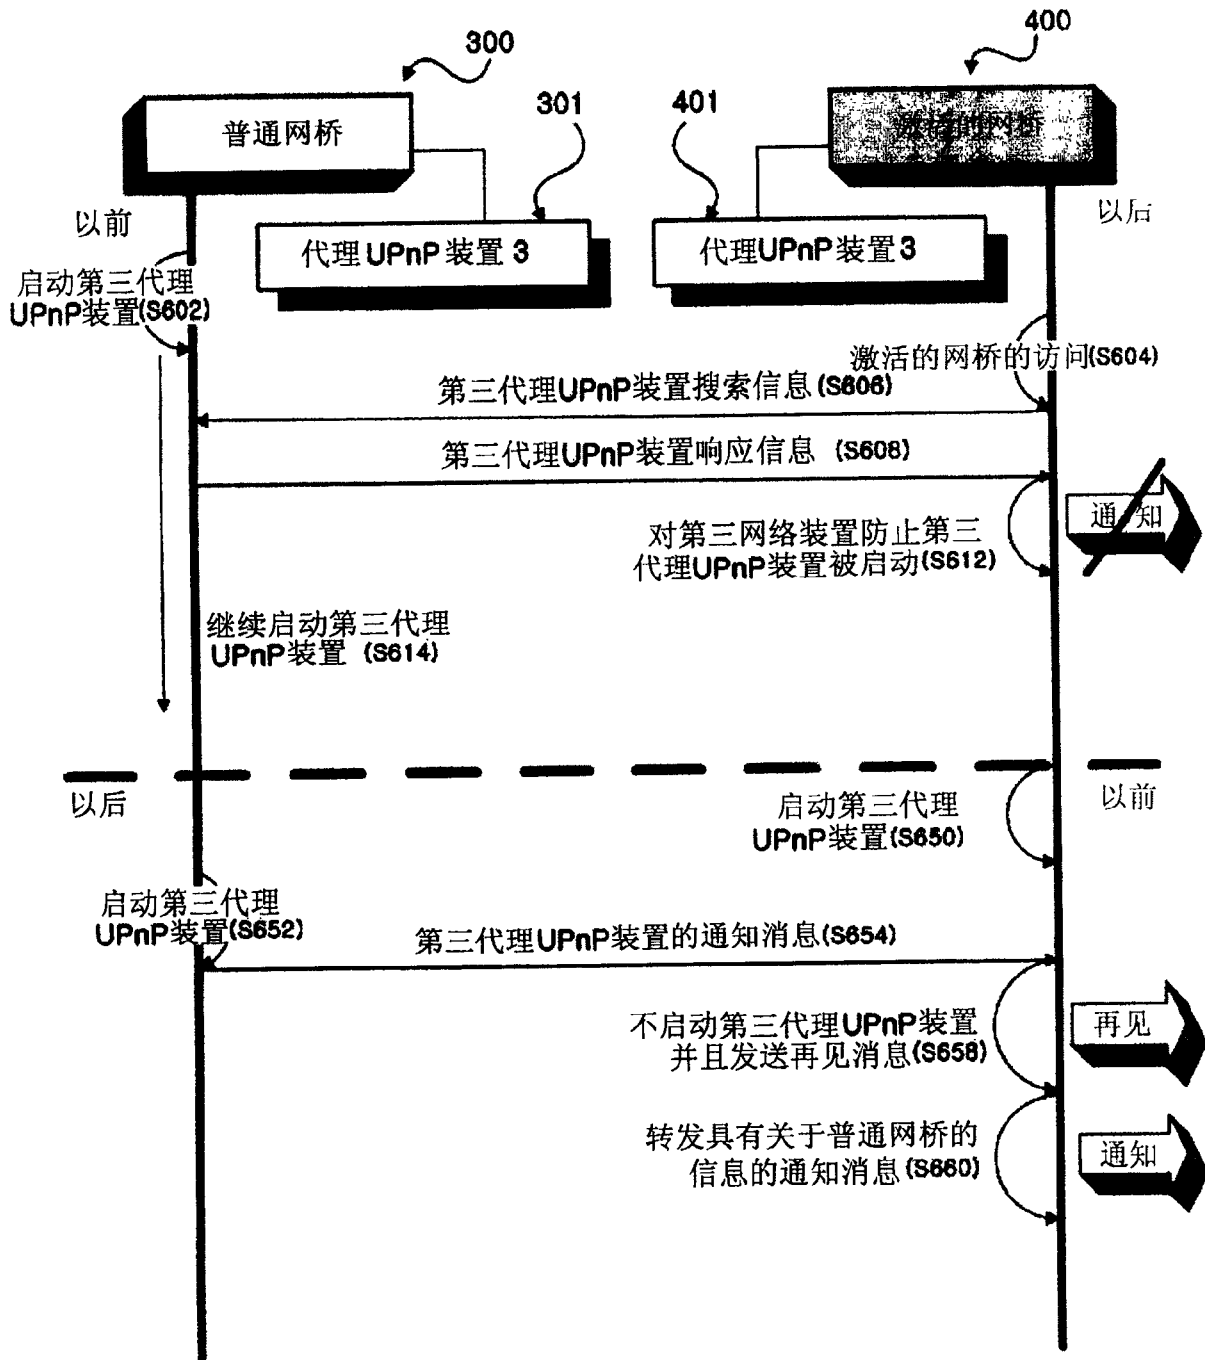 300
400
普通网桥
301
401
激活的网桥
以前
以后
代理UPnP装置3
代理UPnP装置3
启动第三代理
UPnP装置(S602)
激活的网桥的访问(S604)
第三代理UPnP装置搜索信息(S606)
第三代理UPnP装置响应信息 (S608)
通知
对第三网络装置防止第三
代理UPnP装置被启动(S612)
继续启动第三代理
UPnP装置 (S614)
以后
以前
启动第三代理
UPnP装置(S650)
启动第三代理
UPnP装置(S652)
第三代理UPnP装置的通知消息(S654)
不启动第三代理UPnP装置
并且发送再见消息(S658)
再见
转发具有关于普通网桥的
信息的通知消息(S660)
通知